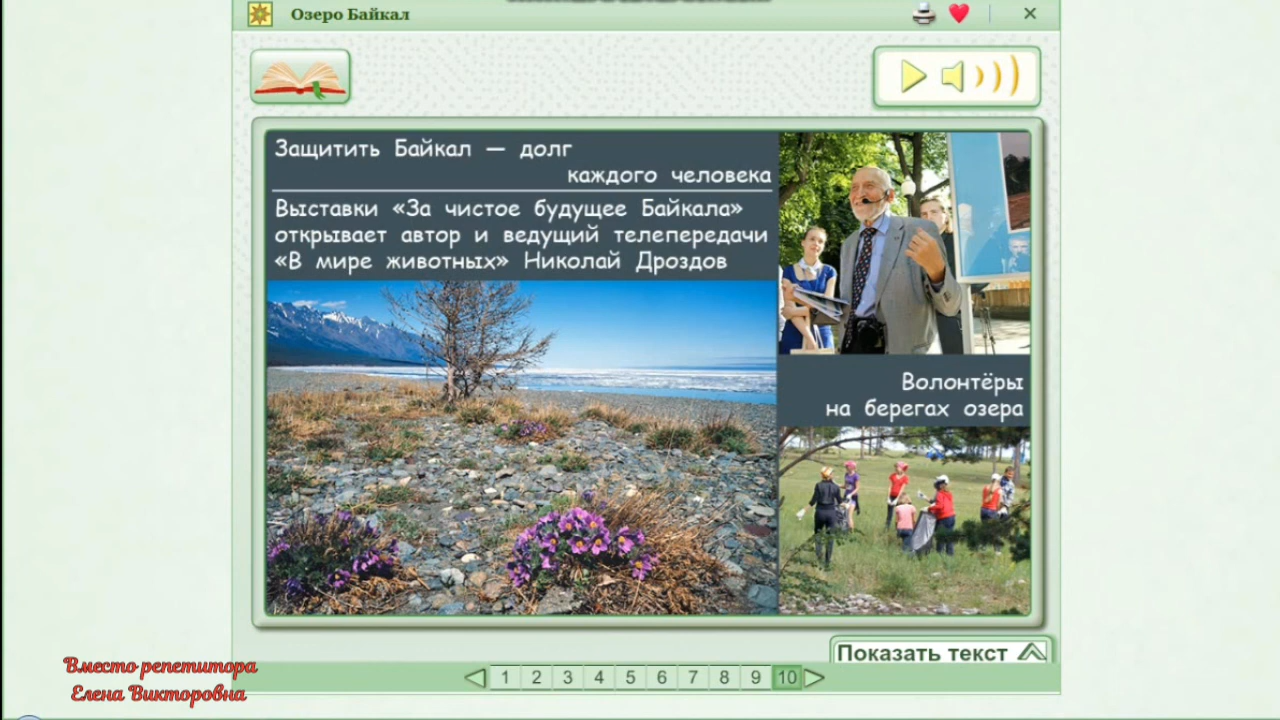 Озеро Байкал
Защитить Байкал — долг
каждого человека
Выставки «За чистое будущее Байкала»
открывает автор и ведущий телепередачи
«В мире животных» Николай Дроздов
Волонтёры
на берегах озера
Показать текст
1 2 3 4 5 6 7 8 9 10
Вместо репетитора
Елена Викторовна